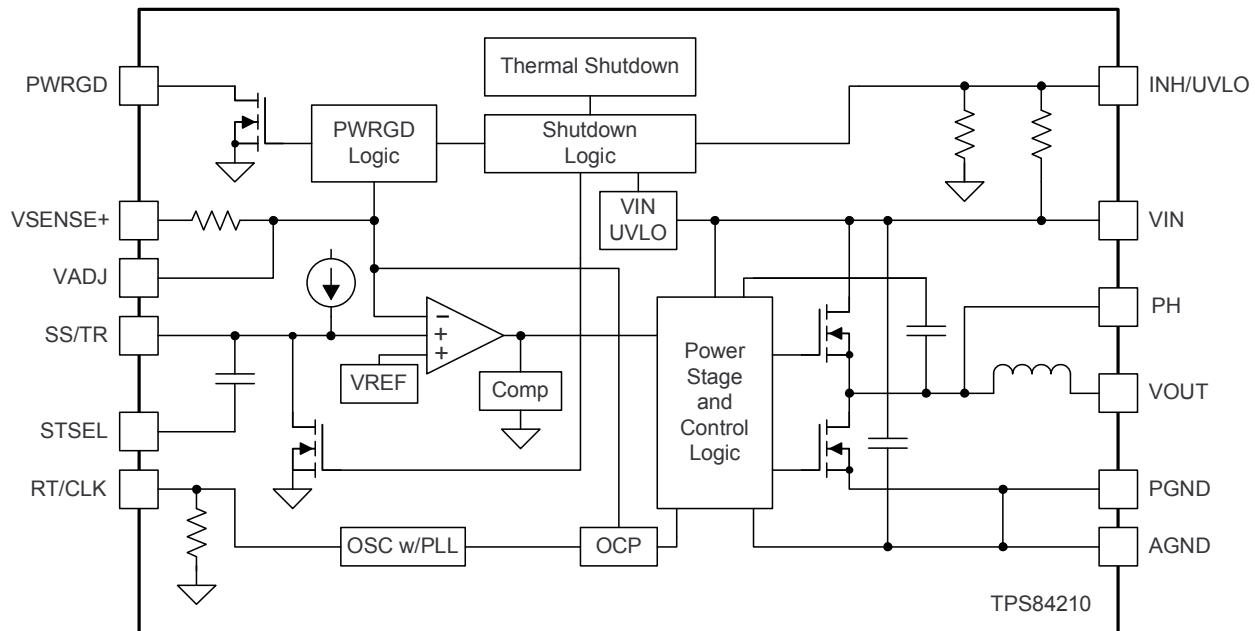 Thermal Shutdown
PWRGD
INH/UVLO
PWRGD
Logic
Shutdown
Logic
VSENSE+
VIN
UVLO
VIN
VADJ
PH
SS/TR
−
+
+
VREF
Comp
Power
Stage
and
Control
Logic
VOUT
STSEL
RT/CLK
PGND
OSC w/PLL
OCP
AGND
TPS84210